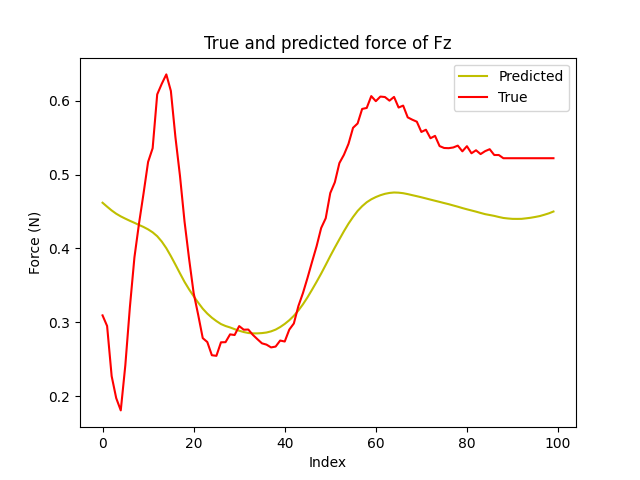 True and predicted force of Fz
Predicted
True
Force (N)
0.6
0.5
0.4
0.3
0.2
0 20 40 60 80 100
Index